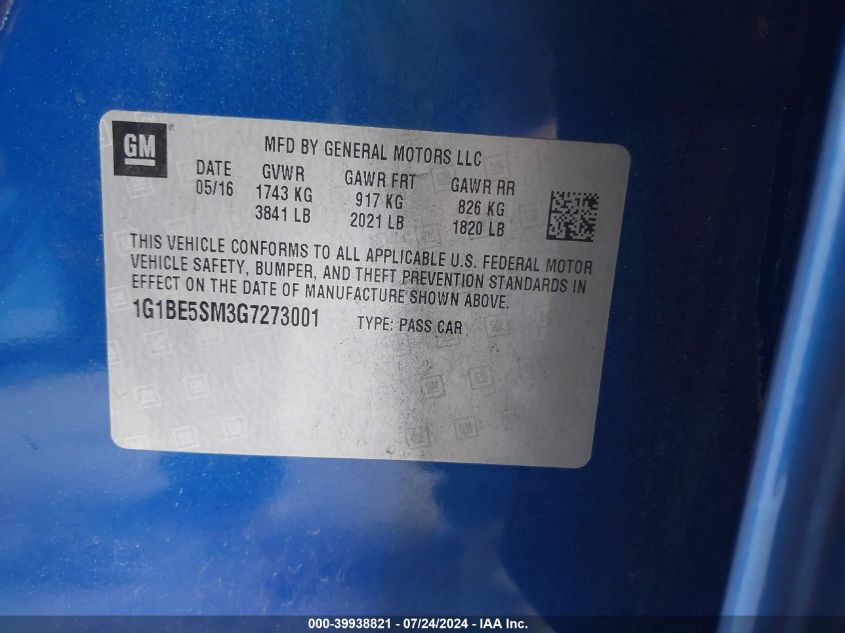 GM ® MFD BY GENERAL MOTORS LLC
DATE GVWR GAWR FRT GAWR RR
05/16 1743 KG 917 KG 826 KG
3841 LB 2021 LB 1820 LB
THIS VEHICLE CONFORMS TO ALL APPLICABLE U.S. FEDERAL MOTOR
VEHICLE SAFETY, BUMPER, AND THEFT PREVENTION STANDARDS IN
EFFECT ON THE DATE OF MANUFACTURE SHOWN ABOVE.
1G1BE5SM3G7273001 TYPE: PASS CAR
000-39938821 / 07/24/2024 - IAA Inc.